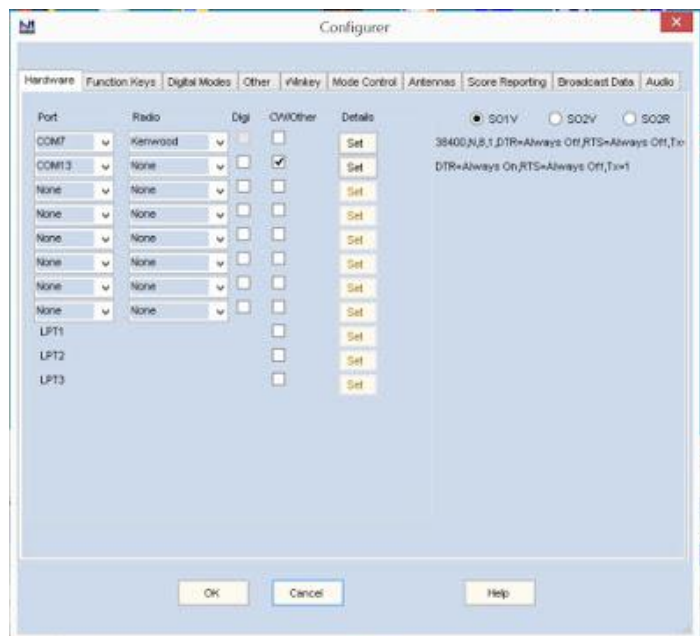 Configurer
Hardware Function Keys Digital Modes Other Winkey Mode Control Antennas Score Reporting Broadcast Data Audio
Port Radio Digi CW/Other Details SO1V SO2V SO2R
COM7 Kenwood Set 38400,N,8,1,DTR=Always Off,RTS=Always Off,Tx=
COM13 None Set DTR=Always On,RTS=Always Off,Tx=1
None None Set
None None Set
None None Set
None None Set
None None Set
None None Set
LPT1 Set
LPT2 Set
LPT3 Set
OK Cancel Help